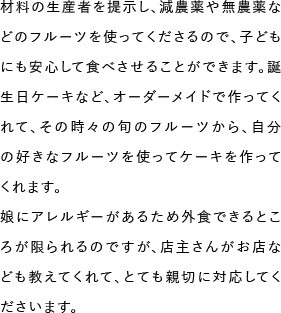 材料の生産者を提示し、減農薬や無農薬な
どのフルーツを使ってくださるので、子ども
にも安心して食べさせることができます。誕
生日ケーキなど、オーダーメイドで作ってく
れて、その時々の旬のフルーツから、自分
の好きなフルーツを使ってケーキを作って
くれます。
娘にアレルギーがあるため外食できるとこ
ろが限られるのですが、店主さんがお店な
ども教えてくれて、とても親切に対応してく
ださいます。